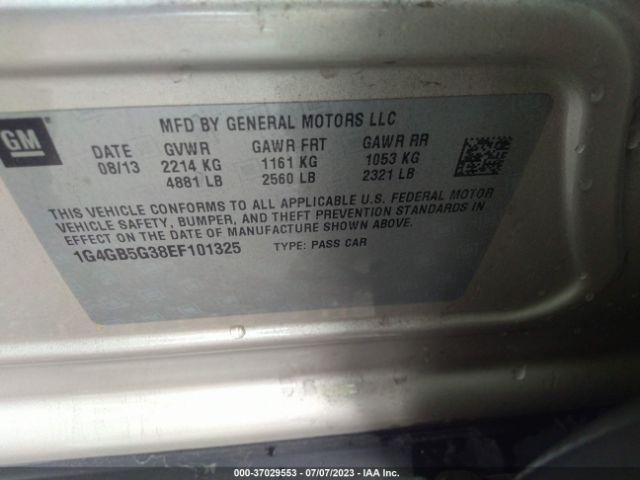 GM
MFD BY GENERAL MOTORS LLC
DATE GVWR GAWR FRT GAWR RR
08/13 2214 KG 1161 KG 1053 KG
4881 LB 2560 LB 2321 LB
THIS VEHICLE CONFORMS TO ALL APPLICABLE U.S. FEDERAL MOTOR
VEHICLE SAFETY, BUMPER, AND THEFT PREVENTION STANDARDS IN
EFFECT ON THE DATE OF MANUFACTURE SHOWN ABOVE.
1G4GB5G38EF101325 TYPE: PASS CAR
000-37029553 - 07/07/2023 - IAA Inc.